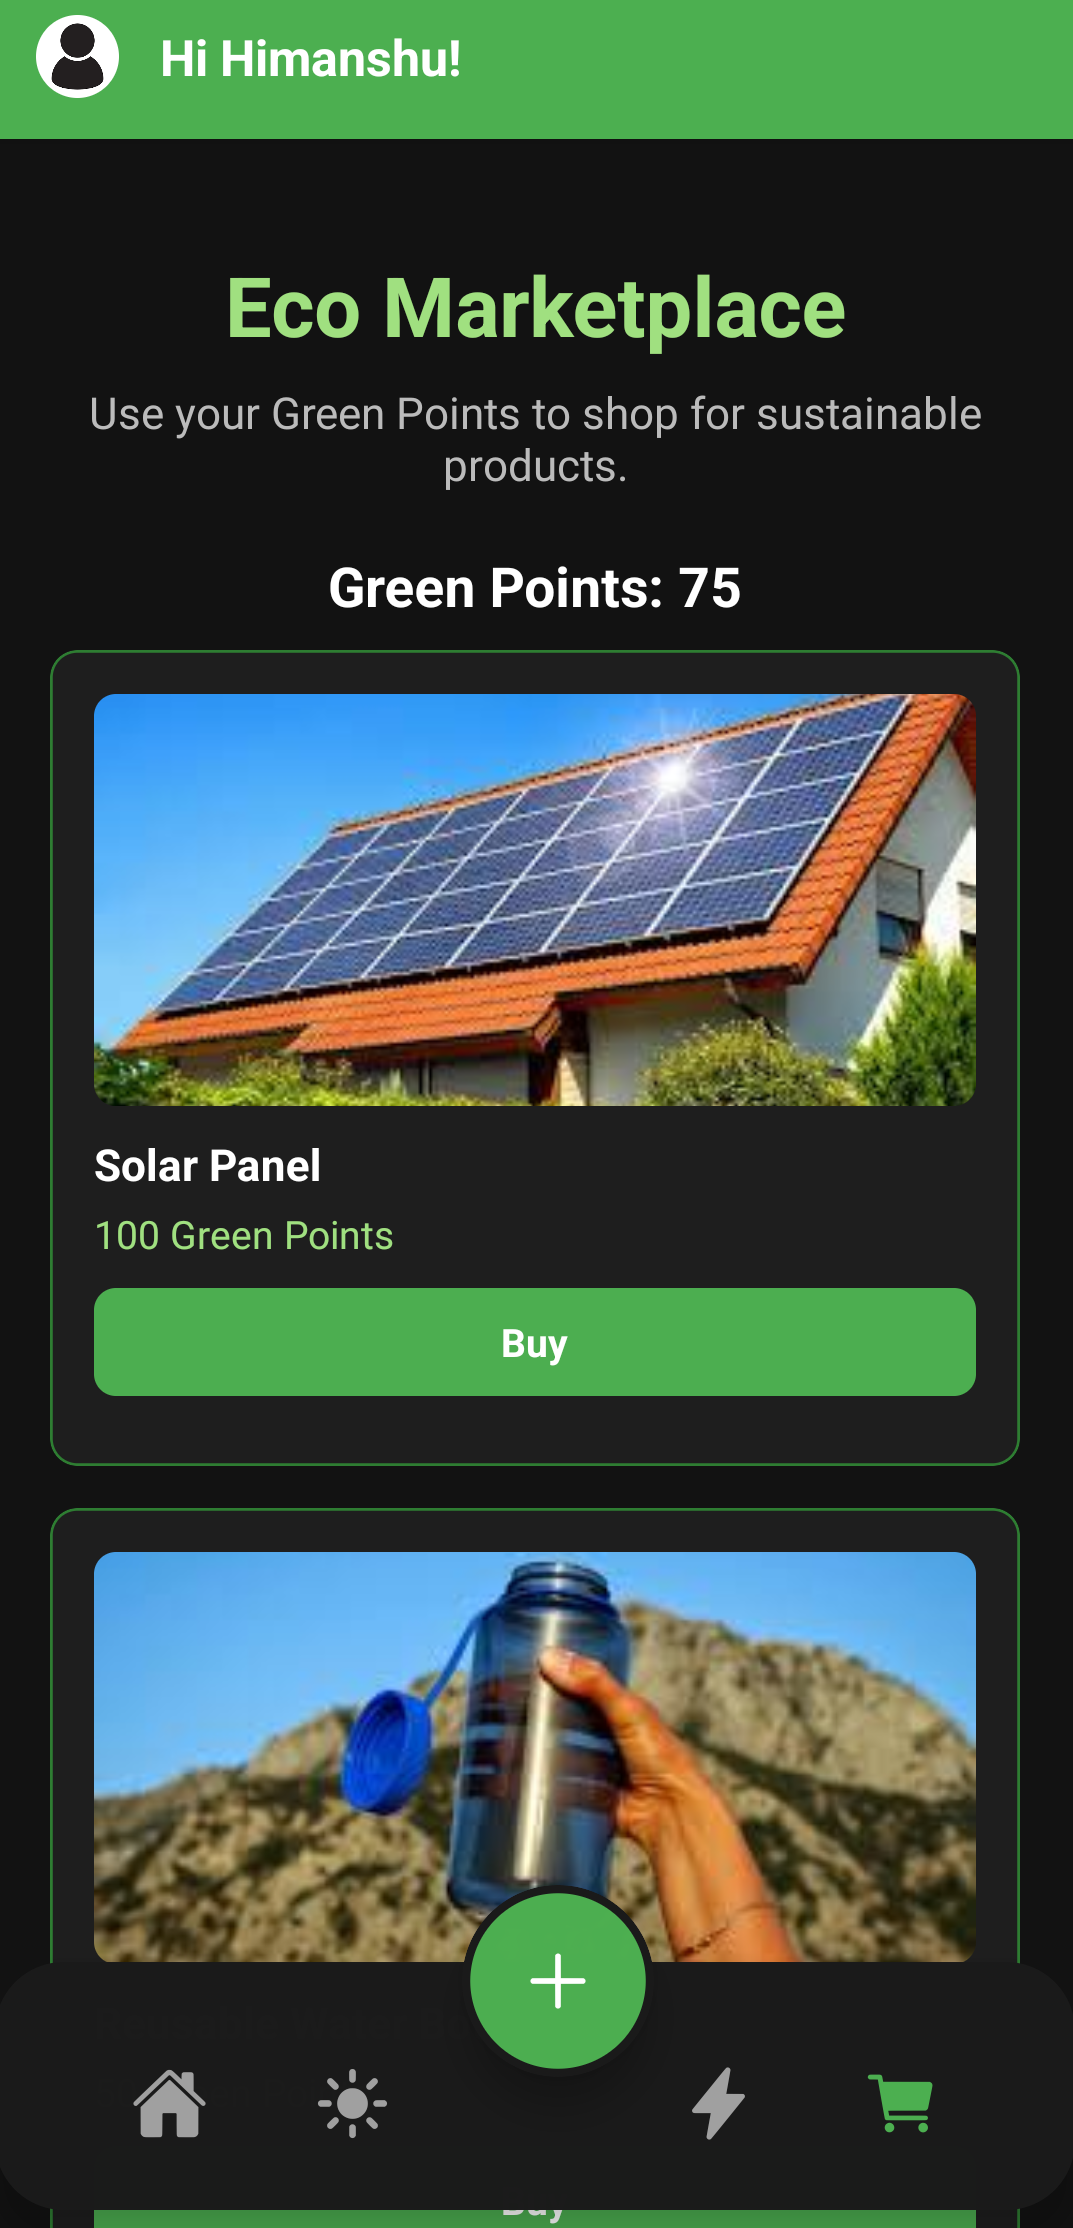 Hi Himanshu!
Eco Marketplace
Use your Green Points to shop for sustainable
products.
Green Points: 75
Solar Panel
100 Green Points
Buy
Buy